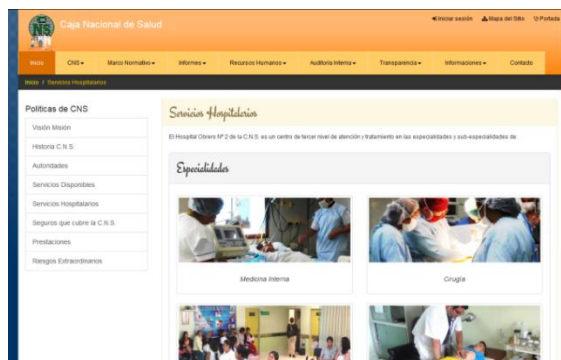 CNS
Caja Nacional de Salud
Iniciar sesión
Mapa del Sitio
Portada
Inicio
CNS
Marco Normativo
Informes
Recursos Humanos
Auditoría Interna
Transparencia
Informaciones
Contacto
Inicio / Servicios Hospitalarios
Políticas de CNS
Visión Misión
Historia C.N.S.
Autoridades
Servicios Disponibles
Servicios Hospitalarios
Seguros que cubre la C.N.S.
Prestaciones
Riesgos Extraordinarios
Servicios Hospitalarios
El Hospital Obrero Nº 2 de la C.N.S. es un centro de tercer nivel de atención y tratamiento en las especialidades y sub-especialidades de:
Especialidades
Medicina Interna
Cirugía